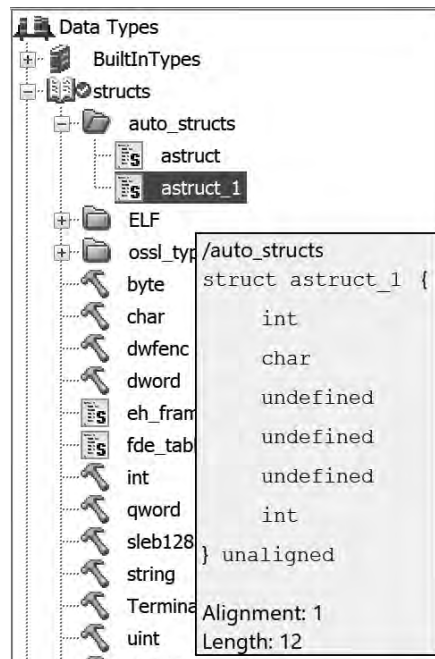 Data Types
BuiltInTypes
structs
auto_structs
astruct
astruct_1
ELF
ossl_typ
byte
char
dwfenc
dword
eh_fram
fde_tabl
int
qword
sleb128
string
Termina
uint
/auto_structs
struct astruct_1 {
int
char
undefined
undefined
undefined
int
} unaligned
Alignment: 1
Length: 12